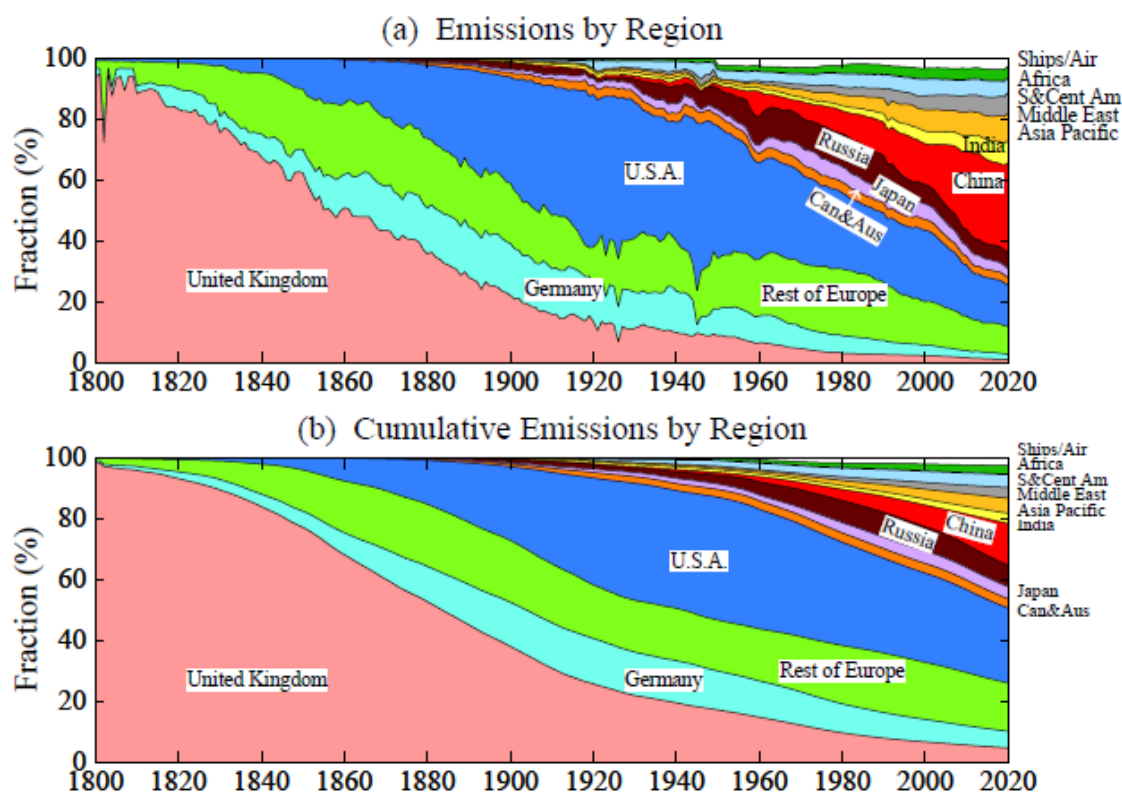 (a) Emissions by Region
Fraction (%)
100
80
60
40
20
0
1800 1820 1840 1860 1880 1900 1920 1940 1960 1980 2000 2020
United Kingdom
Germany
Rest of Europe
U.S.A.
Can&Aus
Japan
Russia
China
India
Ships/Air
Africa
S&Cent Am
Middle East
Asia Pacific
(b) Cumulative Emissions by Region
Fraction (%)
100
80
60
40
20
0
1800 1820 1840 1860 1880 1900 1920 1940 1960 1980 2000 2020
United Kingdom
Germany
Rest of Europe
U.S.A.
Russia
China
Ships/Air
Africa
S&Cent Am
Middle East
Asia Pacific
India
Japan
Can&Aus